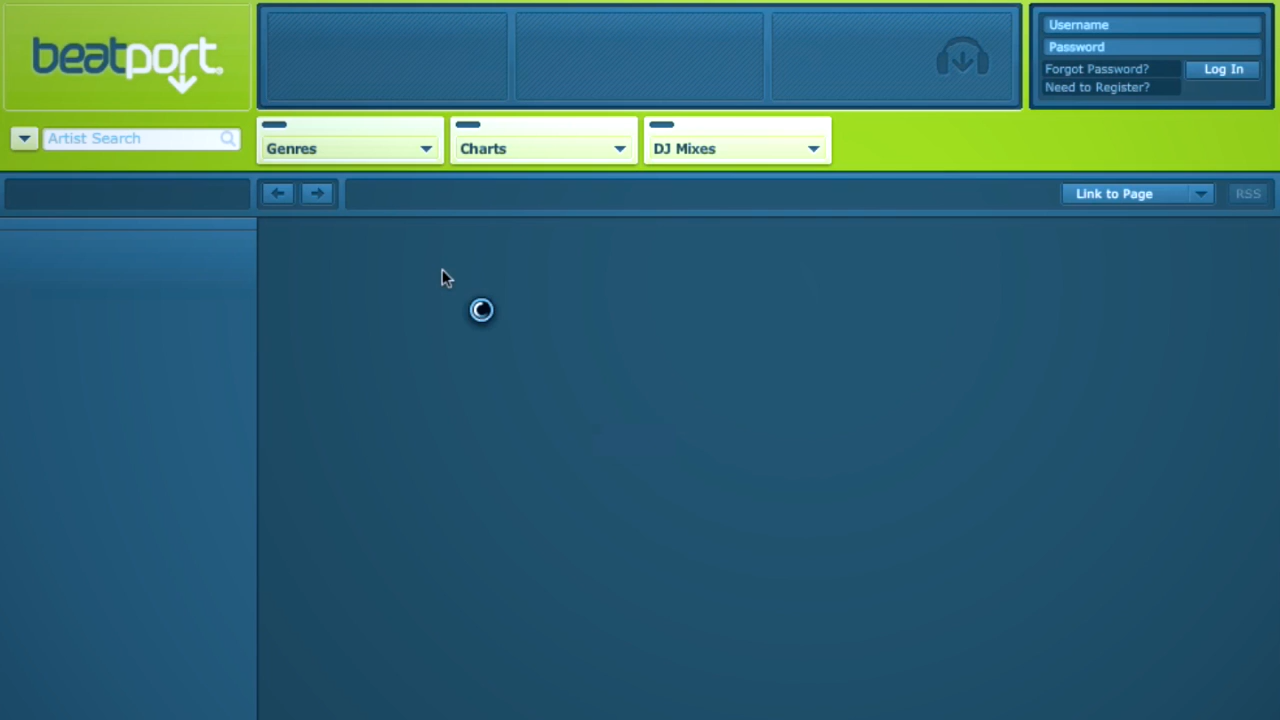 beatport
Username
Password
Forgot Password?
Log In
Need to Register?
Artist Search
Genres
Charts
DJ Mixes
Link to Page
RSS